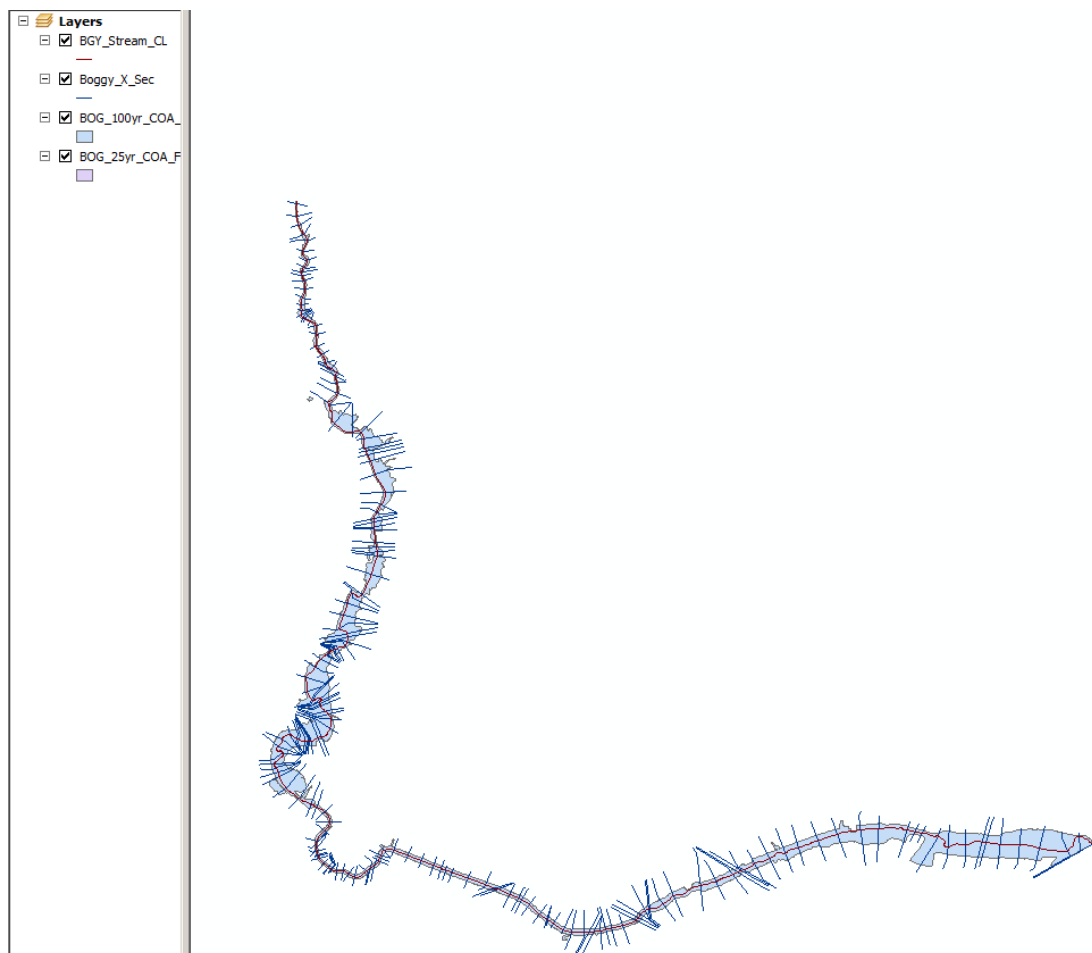 Layers
BGY_Stream_CL
Boggy_X_Sec
BOG_100yr_COA_
BOG_25yr_COA_F